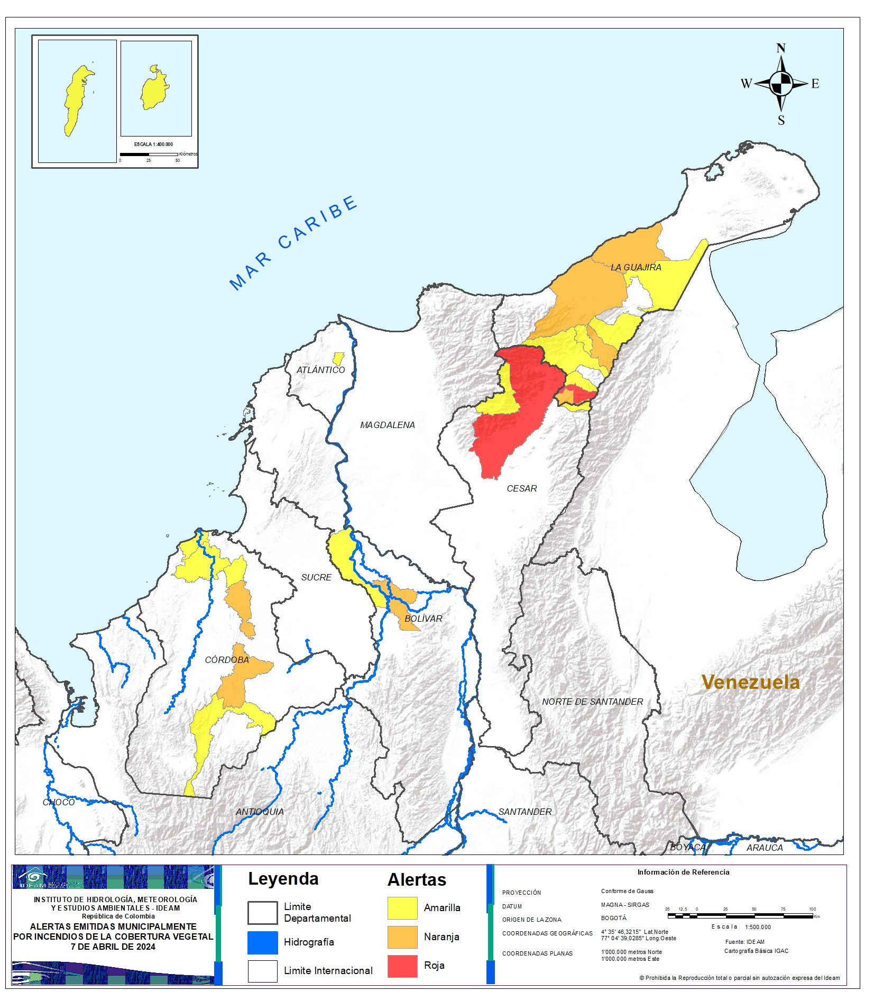 ESCALA 1:400.000
Kilómetros
0 25 50
N
W E
S
MAR CARIBE
LA GUAJIRA
ATLÁNTICO
MAGDALENA
CESAR
SUCRE
BOLÍVAR
CÓRDOBA
Venezuela
NORTE DE SANTANDER
CHOCÓ
ANTIOQUIA
SANTANDER
BOYACÁ
ARAUCA
IDEAM
INSTITUTO DE HIDROLOGÍA, METEOROLOGÍA
Y ESTUDIOS AMBIENTALES - IDEAM
República de Colombia
ALERTAS EMITIDAS MUNICIPALMENTE
POR INCENDIOS DE LA COBERTURA VEGETAL
7 DE ABRIL DE 2024
Leyenda
Limite
Departamental
Hidrografía
Limite Internacional
Alertas
Amarilla
Naranja
Roja
Información de Referencia
PROYECCIÓN Conforme de Gauss
DATUM MAGNA - SIRGAS
ORIGEN DE LA ZONA BOGOTÁ
COORDENADAS GEOGRÁFICAS 4° 35' 46,3215" Lat.Norte
77° 04' 39,0285" Long.Oeste
COORDENADAS PLANAS 1'000.000 metros Norte
1'000.000 metros Este
25 12,5 0 25 50 75 100
Km
Escala 1:500.000
Fuente: IDEAM
Cartografía Básica IGAC
© Prohibida la Reproducción total o parcial sin autozación expresa del Ideam